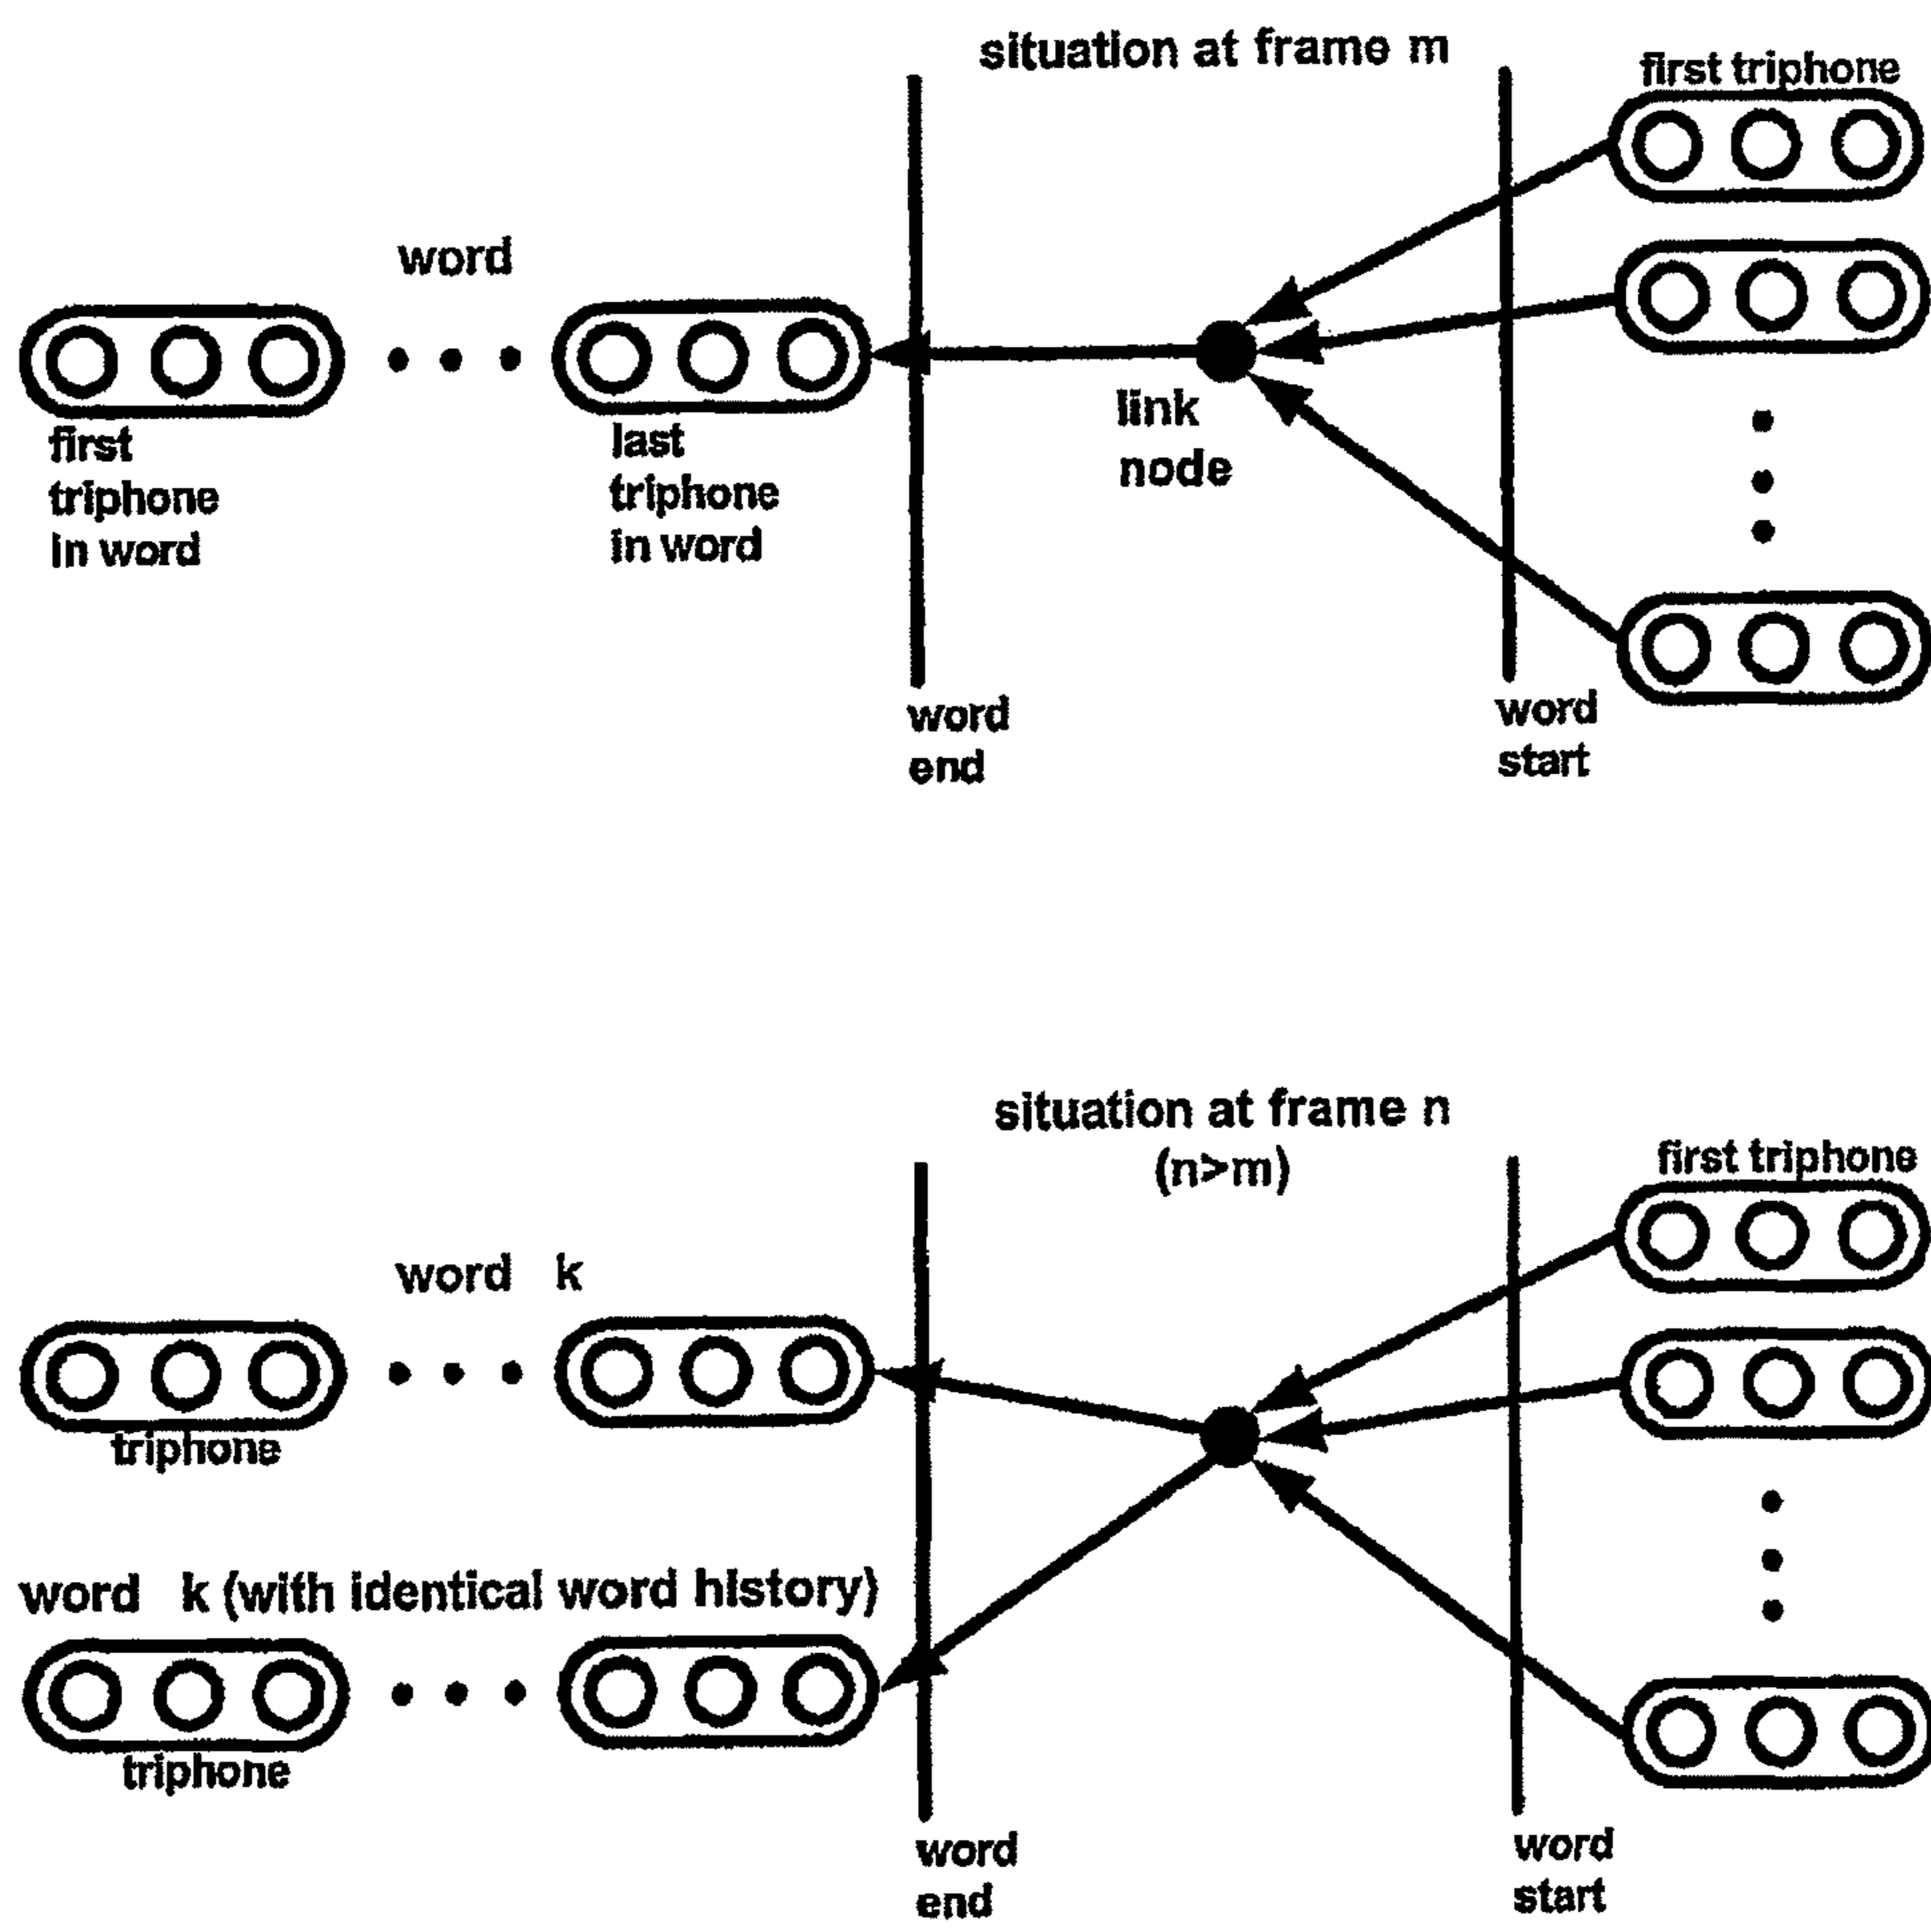 situation at frame m
first triphone
word
first
triphone
in word
last
triphone
in word
link
node
word
end
word
start
situation at frame n
(n>m)
first triphone
word k
triphone
word k (with identical word history)
triphone
word
end
word
start